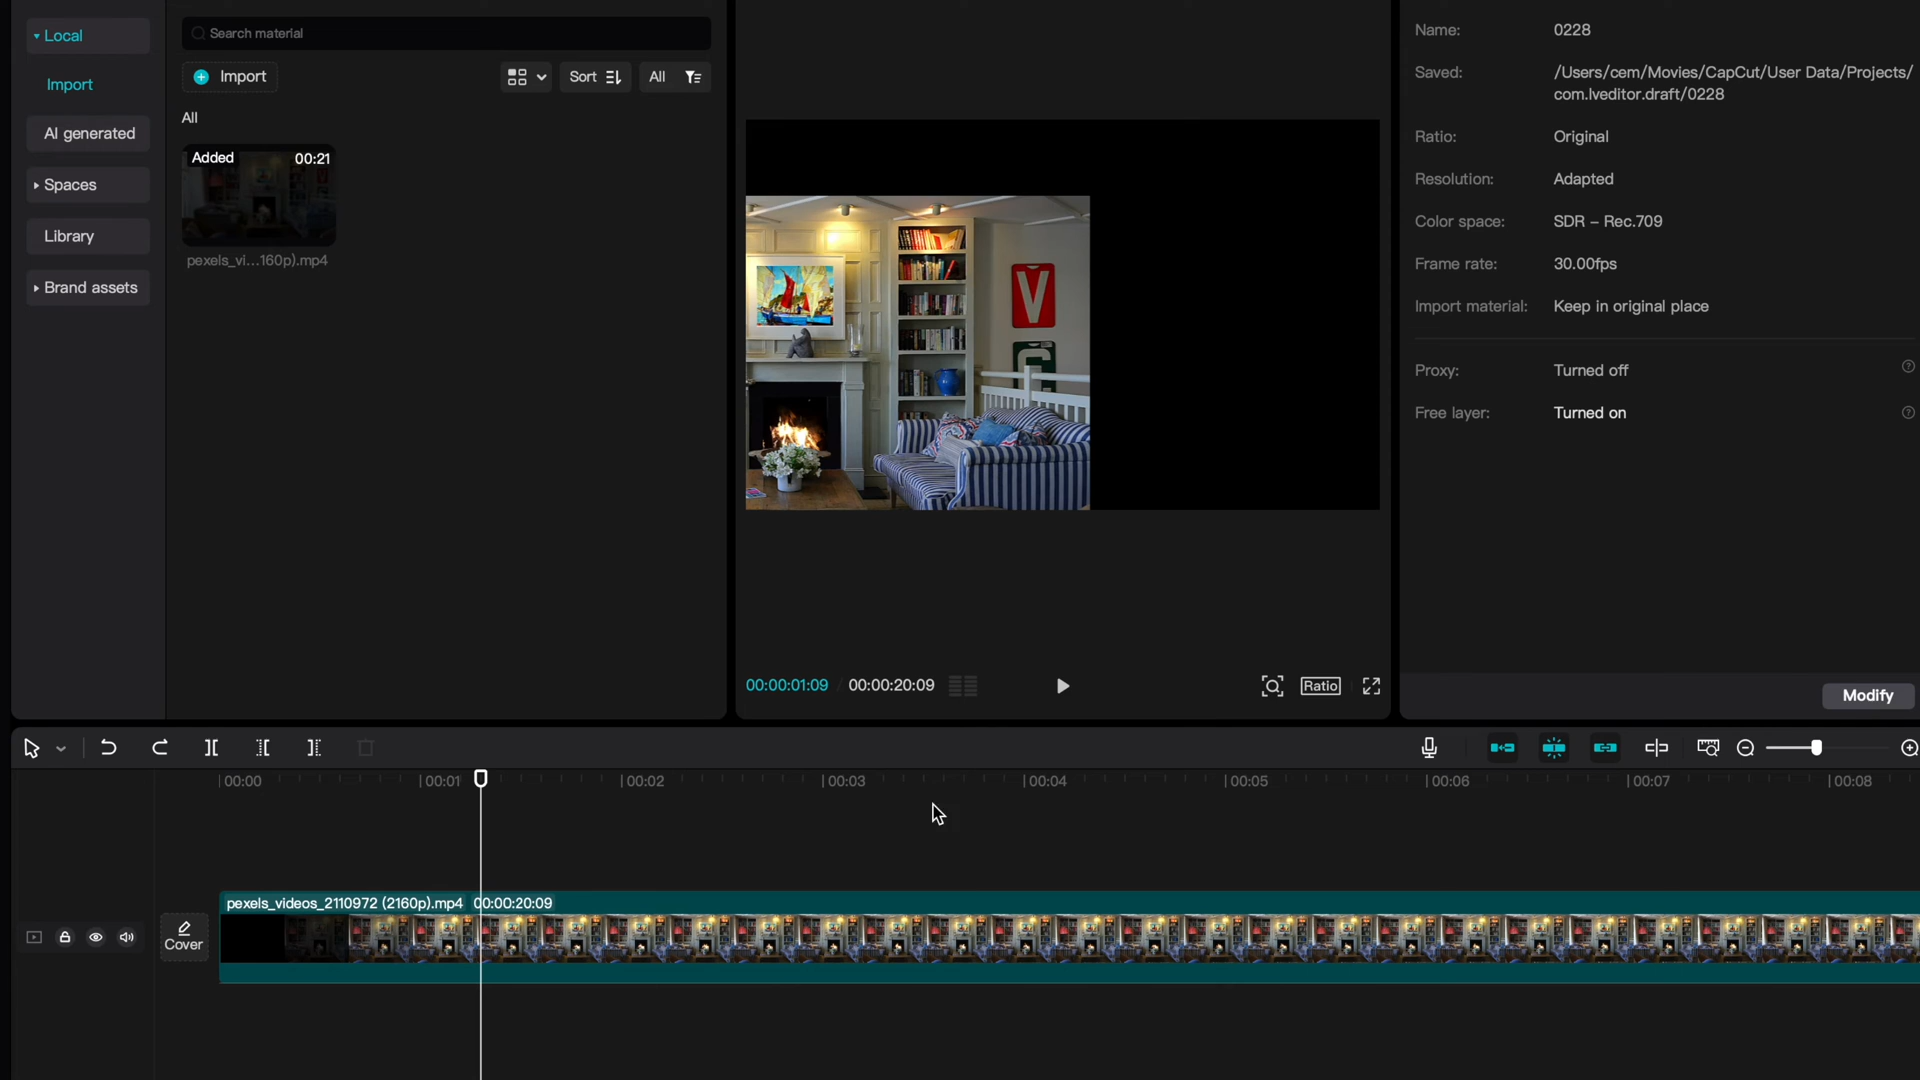 Local
Import
AI generated
Spaces
Library
Brand assets
Search material
Import
Sort
All
All
Added 00:21
pexels_vi...160p).mp4
V
00:00:01:09 / 00:00:20:09
Ratio
Name: 0228
Saved: /Users/cem/Movies/CapCut/User Data/Projects/
com.lveditor.draft/0228
Ratio: Original
Resolution: Adapted
Color space: SDR – Rec.709
Frame rate: 30.00fps
Import material: Keep in original place
Proxy: Turned off
Free layer: Turned on
Modify
00:00 00:01 00:02 00:03 00:04 00:05 00:06 00:07 00:08
pexels_videos_2110972 (2160p).mp4 00:00:20:09
Cover